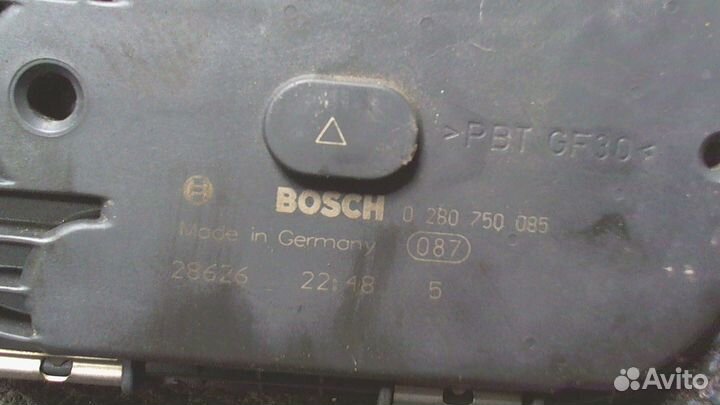 >PBT GF30<
BOSCH 0 280 750 085
Made in Germany 087
28626 22:48 5
Avito